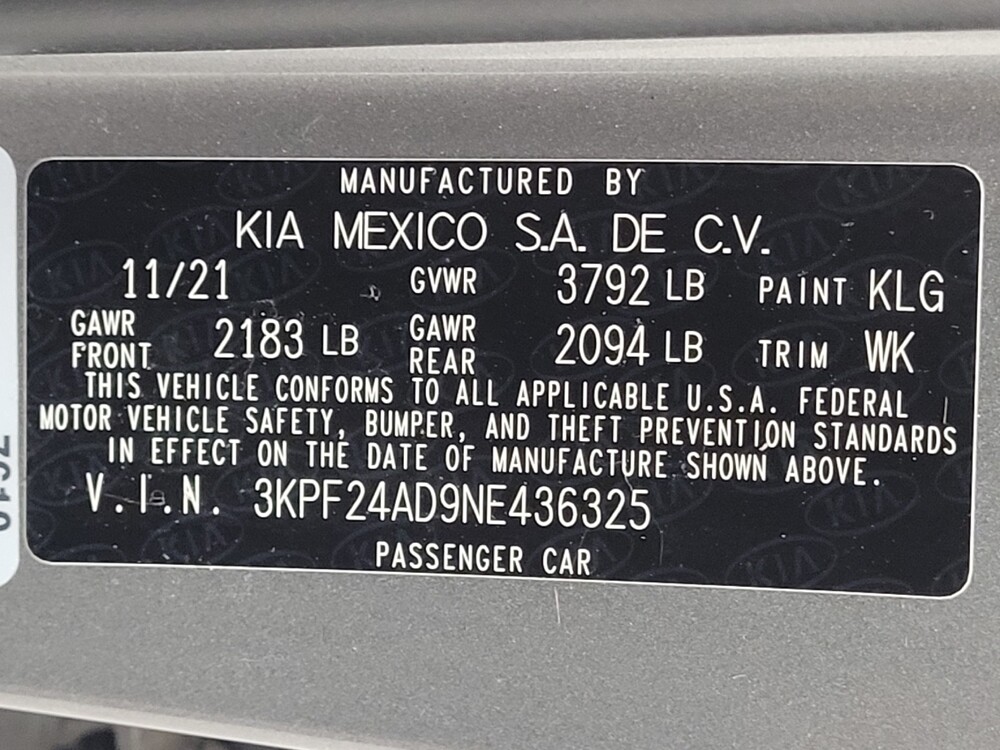 MANUFACTURED BY
KIA MEXICO S.A. DE C.V.
11/21 GVWR 3792 LB PAINT KLG
GAWR FRONT 2183 LB GAWR REAR 2094 LB TRIM WK
THIS VEHICLE CONFORMS TO ALL APPLICABLE U.S.A. FEDERAL
MOTOR VEHICLE SAFETY, BUMPER, AND THEFT PREVENTION STANDARDS
IN EFFECT ON THE DATE OF MANUFACTURE SHOWN ABOVE.
V.I.N. 3KPF24AD9NE436325
PASSENGER CAR